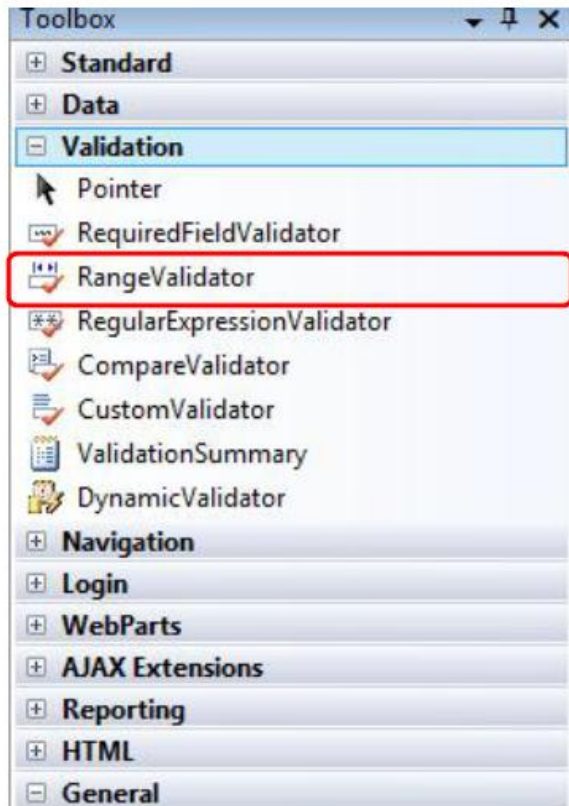 Toolbox
Standard
Data
Validation
Pointer
RequiredFieldValidator
RangeValidator
RegularExpressionValidator
CompareValidator
CustomValidator
ValidationSummary
DynamicValidator
Navigation
Login
WebParts
AJAX Extensions
Reporting
HTML
General